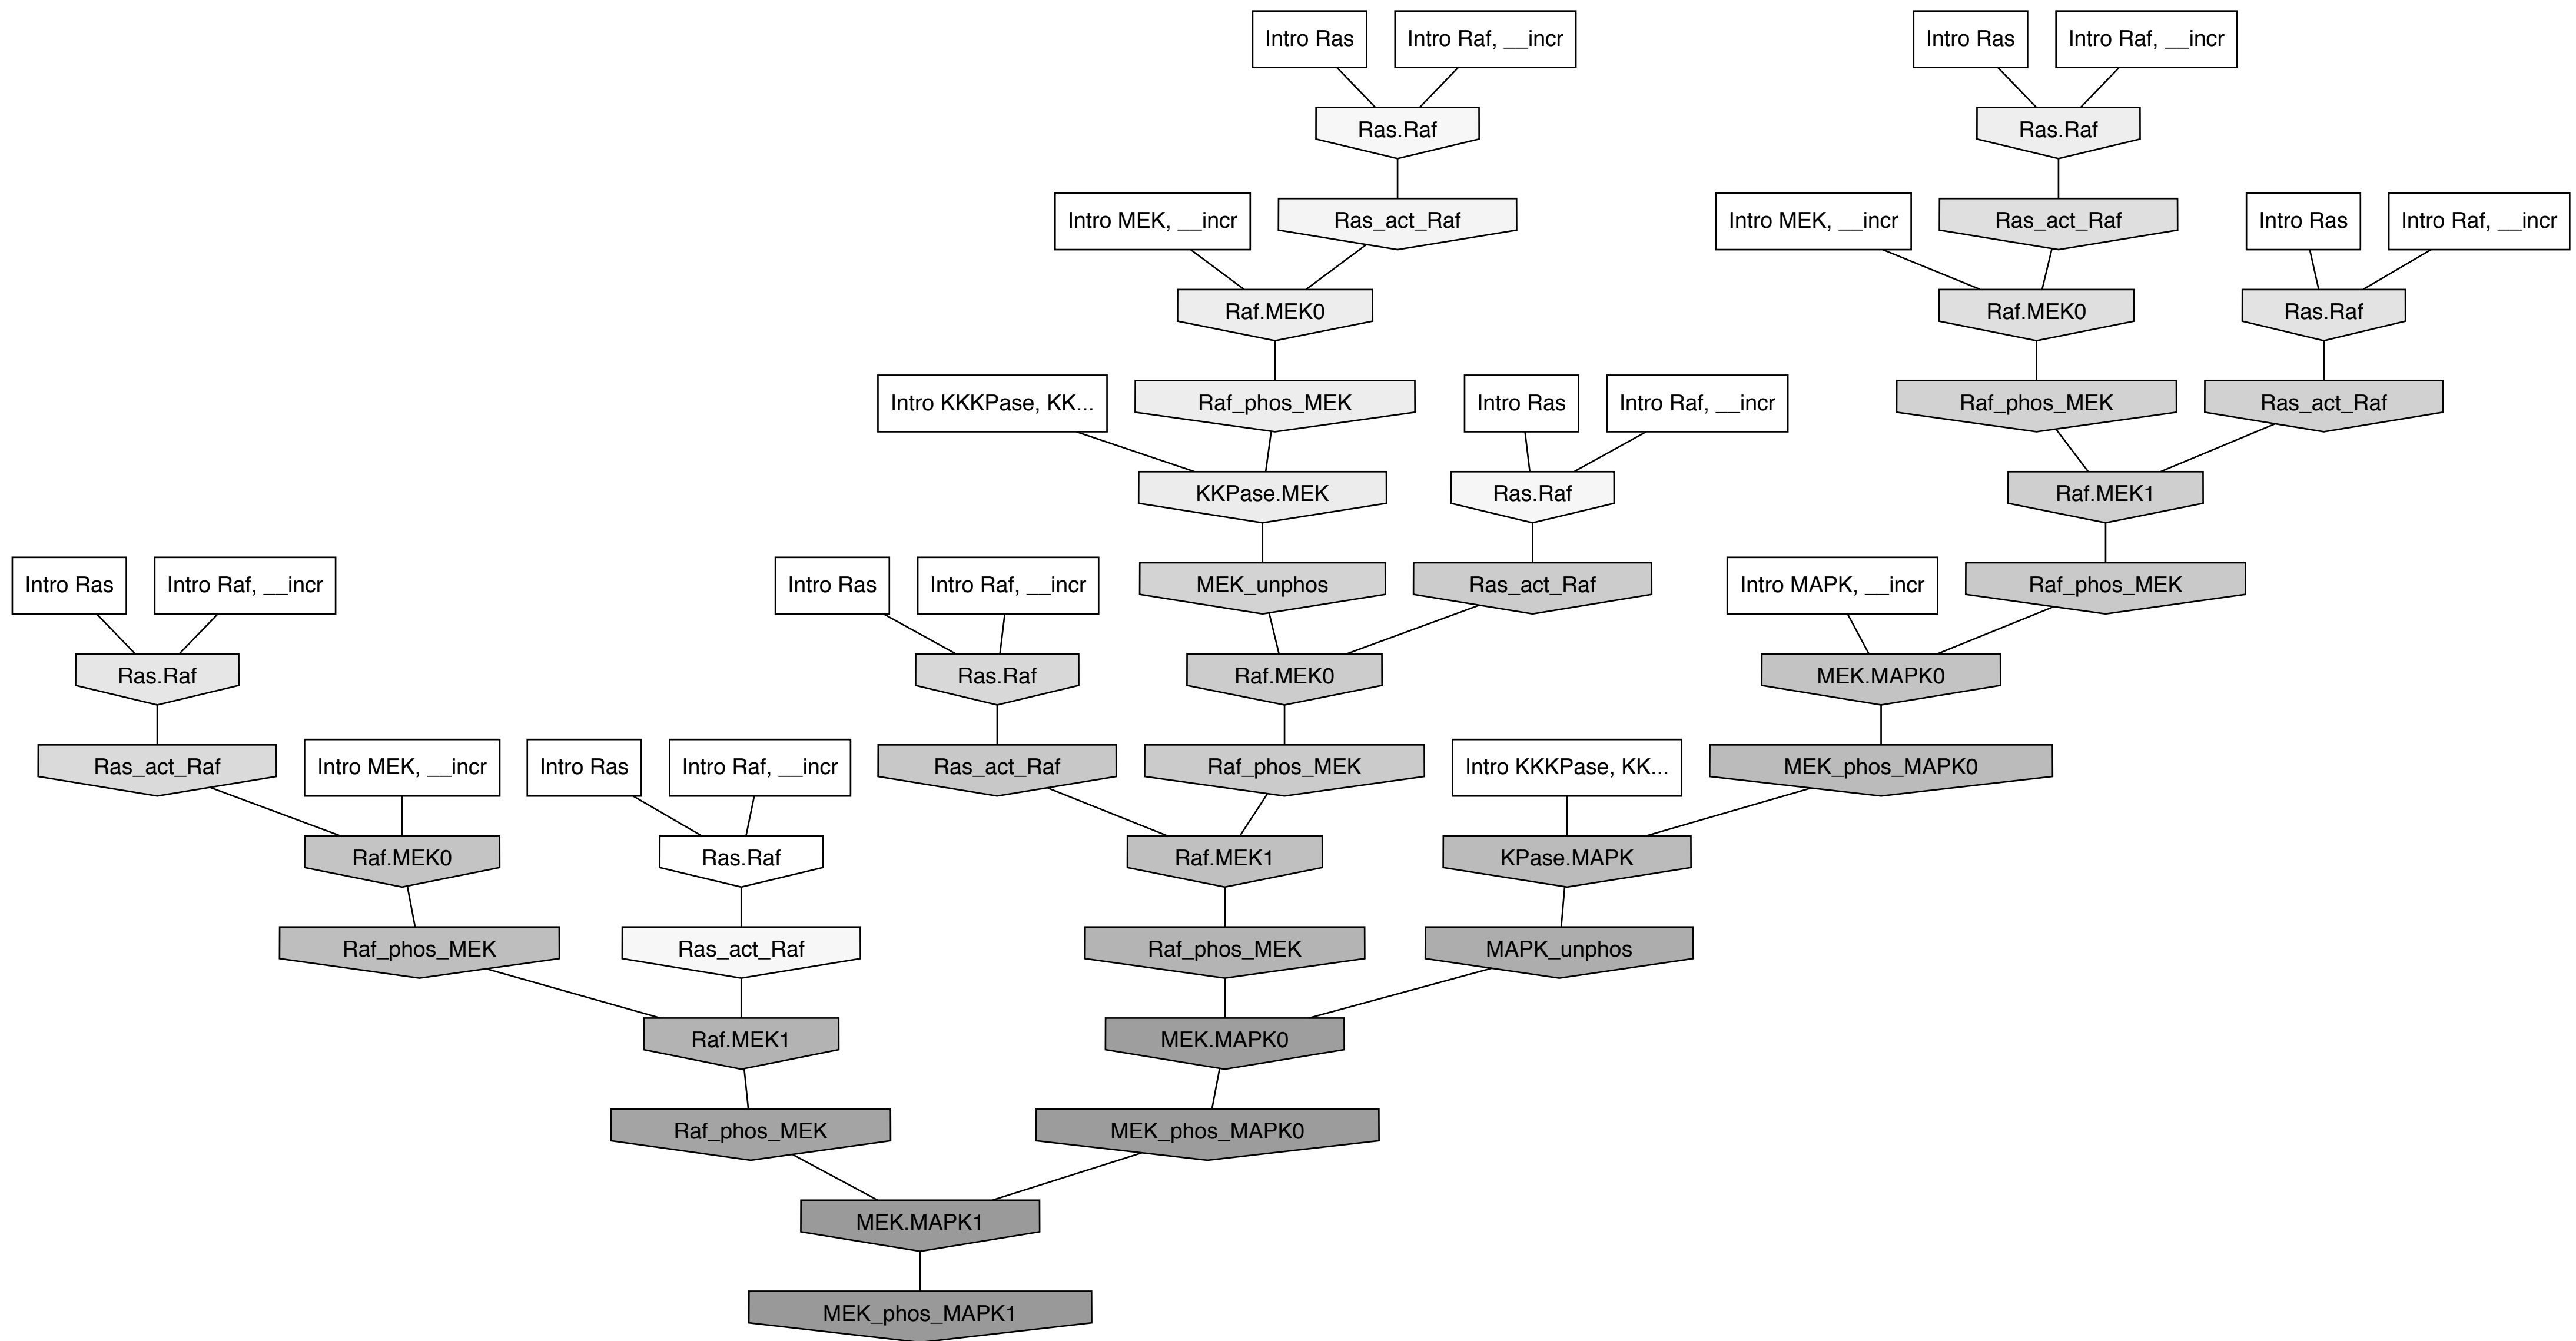 Intro Ras
Intro Raf, __incr
Intro Ras
Intro Raf, __incr
Ras.Raf
Ras.Raf
Intro MEK, __incr
Ras_act_Raf
Intro MEK, __incr
Ras_act_Raf
Intro Ras
Intro Raf, __incr
Raf.MEK0
Raf.MEK0
Ras.Raf
Intro KKKPase, KK...
Raf_phos_MEK
Intro Ras
Intro Raf, __incr
Raf_phos_MEK
Ras_act_Raf
KKPase.MEK
Ras.Raf
Raf.MEK1
Intro Ras
Intro Raf, __incr
Intro Ras
Intro Raf, __incr
MEK_unphos
Ras_act_Raf
Intro MAPK, __incr
Raf_phos_MEK
Ras.Raf
Ras.Raf
Raf.MEK0
MEK.MAPK0
Ras_act_Raf
Intro MEK, __incr
Intro Ras
Intro Raf, __incr
Ras_act_Raf
Raf_phos_MEK
Intro KKKPase, KK...
MEK_phos_MAPK0
Raf.MEK0
Ras.Raf
Raf.MEK1
KPase.MAPK
Raf_phos_MEK
Ras_act_Raf
Raf_phos_MEK
MAPK_unphos
Raf.MEK1
MEK.MAPK0
Raf_phos_MEK
MEK_phos_MAPK0
MEK.MAPK1
MEK_phos_MAPK1